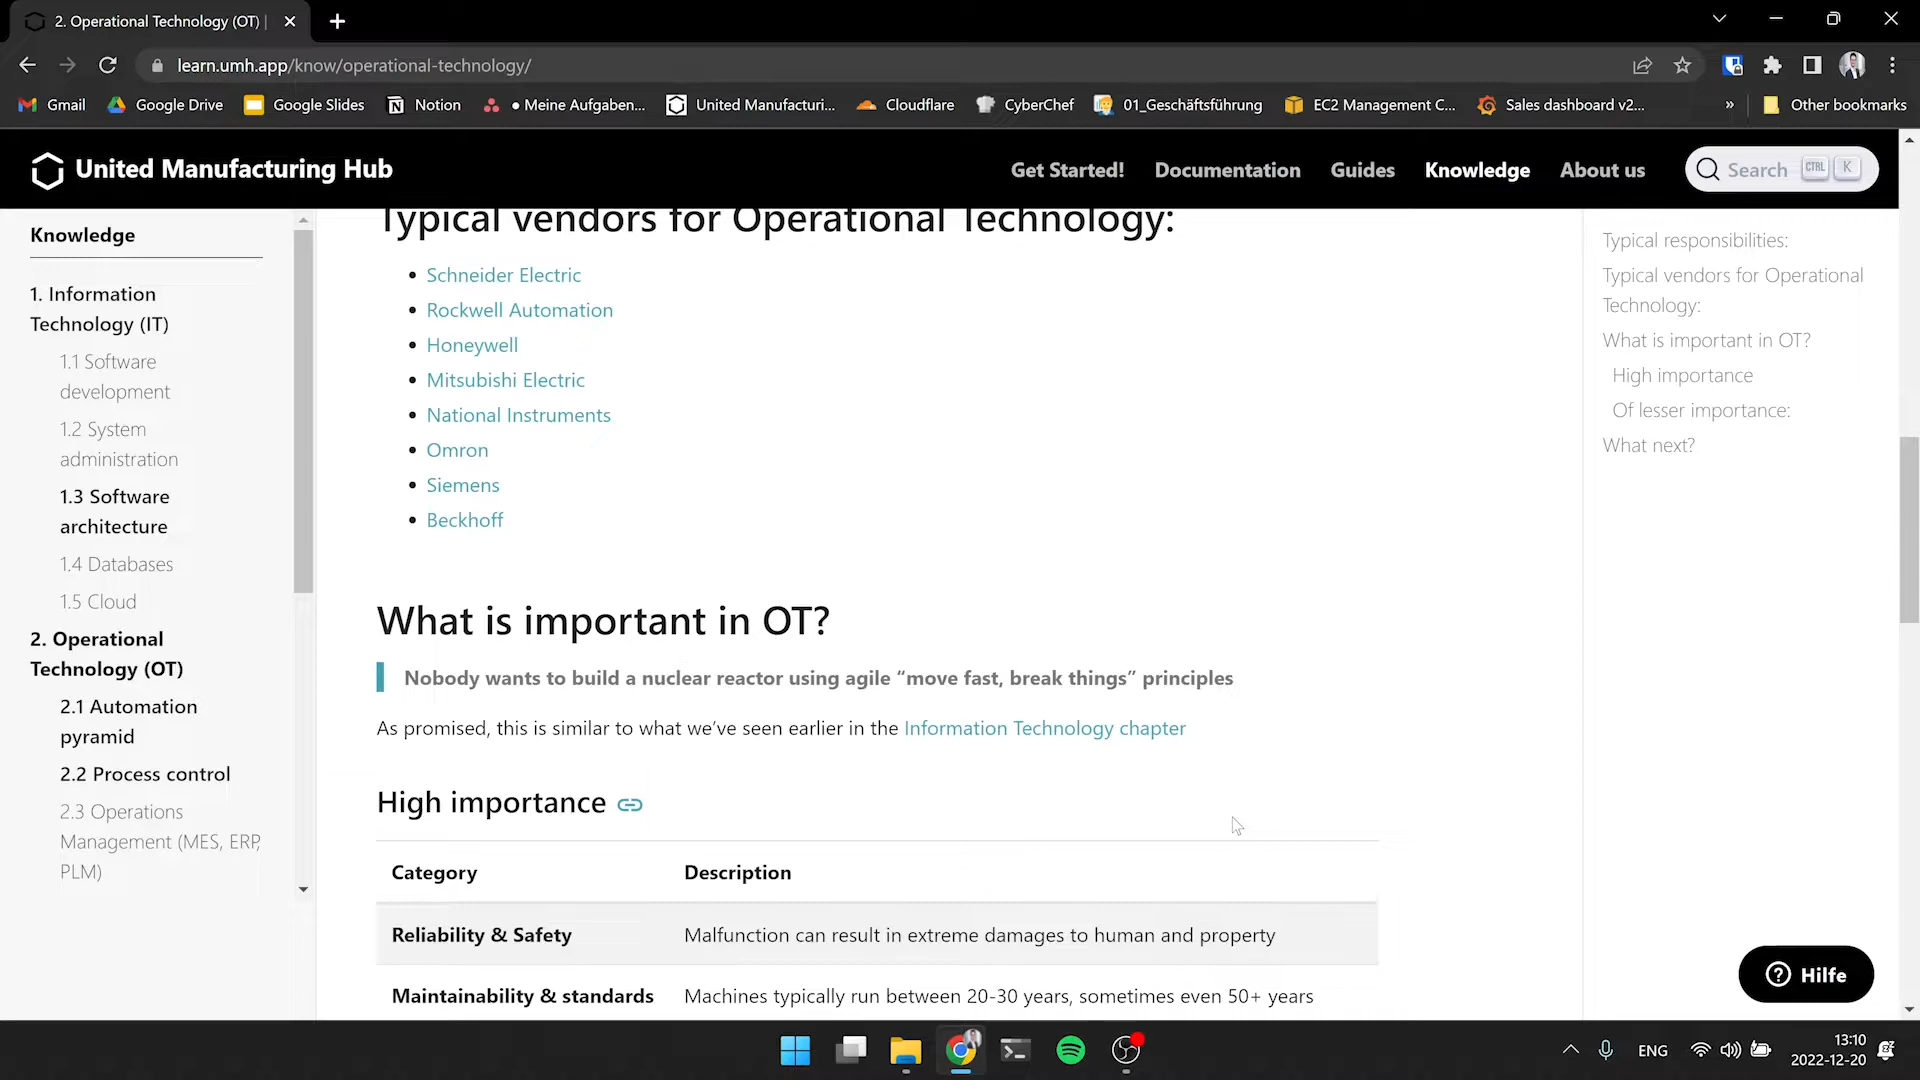 2. Operational Technology (OT) |
learn.umh.app/know/operational-technology/
Gmail
Google Drive
Google Slides
Notion
• Meine Aufgaben...
United Manufacturi...
Cloudflare
CyberChef
01_Geschäftsführung
EC2 Management C...
Sales dashboard v2...
»
Other bookmarks
United Manufacturing Hub
Get Started!
Documentation
Guides
Knowledge
About us
Search CTRL K
Knowledge
1. Information
Technology (IT)
1.1 Software
development
1.2 System
administration
1.3 Software
architecture
1.4 Databases
1.5 Cloud
2. Operational
Technology (OT)
2.1 Automation
pyramid
2.2 Process control
2.3 Operations
Management (MES, ERP,
PLM)
Typical vendors for Operational Technology:
• Schneider Electric
• Rockwell Automation
• Honeywell
• Mitsubishi Electric
• National Instruments
• Omron
• Siemens
• Beckhoff
What is important in OT?
Nobody wants to build a nuclear reactor using agile “move fast, break things” principles
As promised, this is similar to what we’ve seen earlier in the Information Technology chapter
High importance
Category Description
Reliability & Safety Malfunction can result in extreme damages to human and property
Maintainability & standards Machines typically run between 20-30 years, sometimes even 50+ years
Typical responsibilities:
Typical vendors for Operational
Technology:
What is important in OT?
High importance
Of lesser importance:
What next?
Hilfe
ENG
13:10
2022-12-20